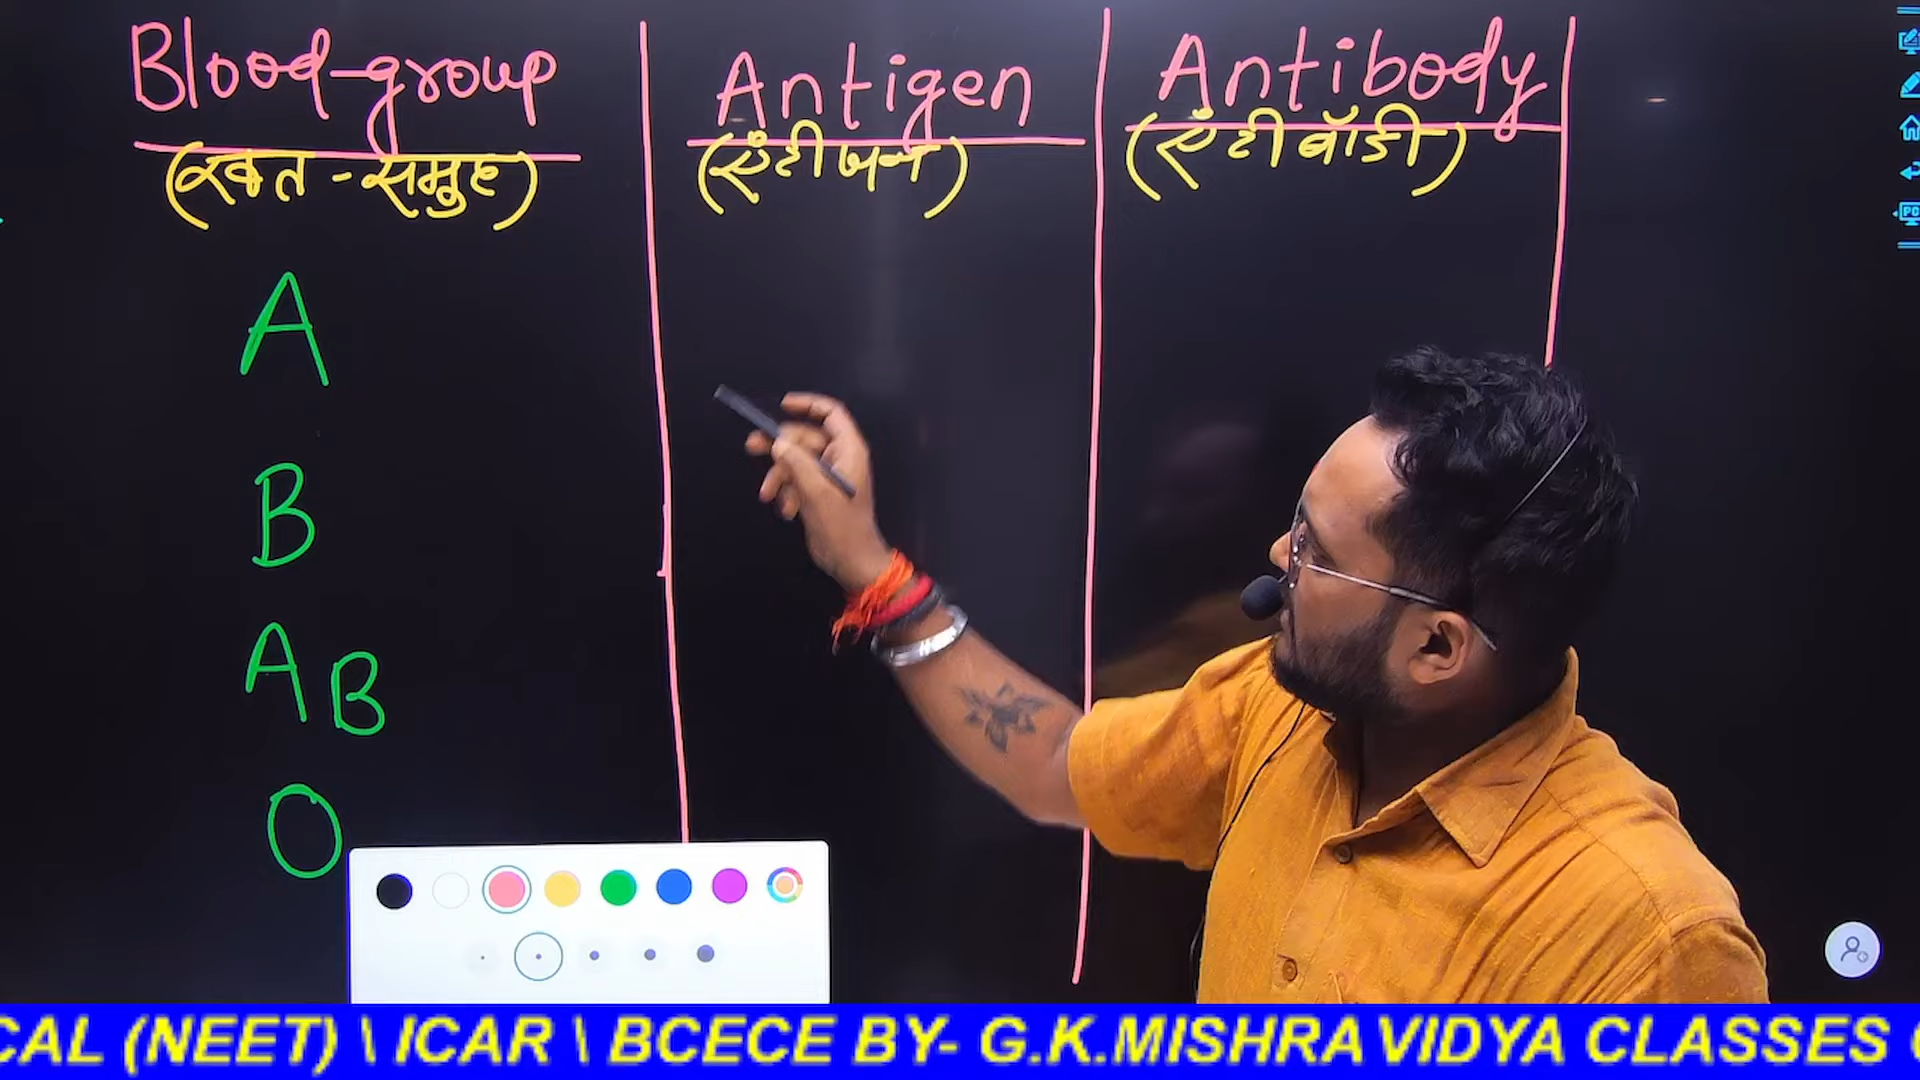 Blood-group Antigen Antibody
(रक्त-समुह) (एंटीजन) (एंटीबॉडी)
A
B
AB
O
CAL (NEET) \ ICAR \ BCECE BY- G.K.MISHRA VIDYA CLASSES